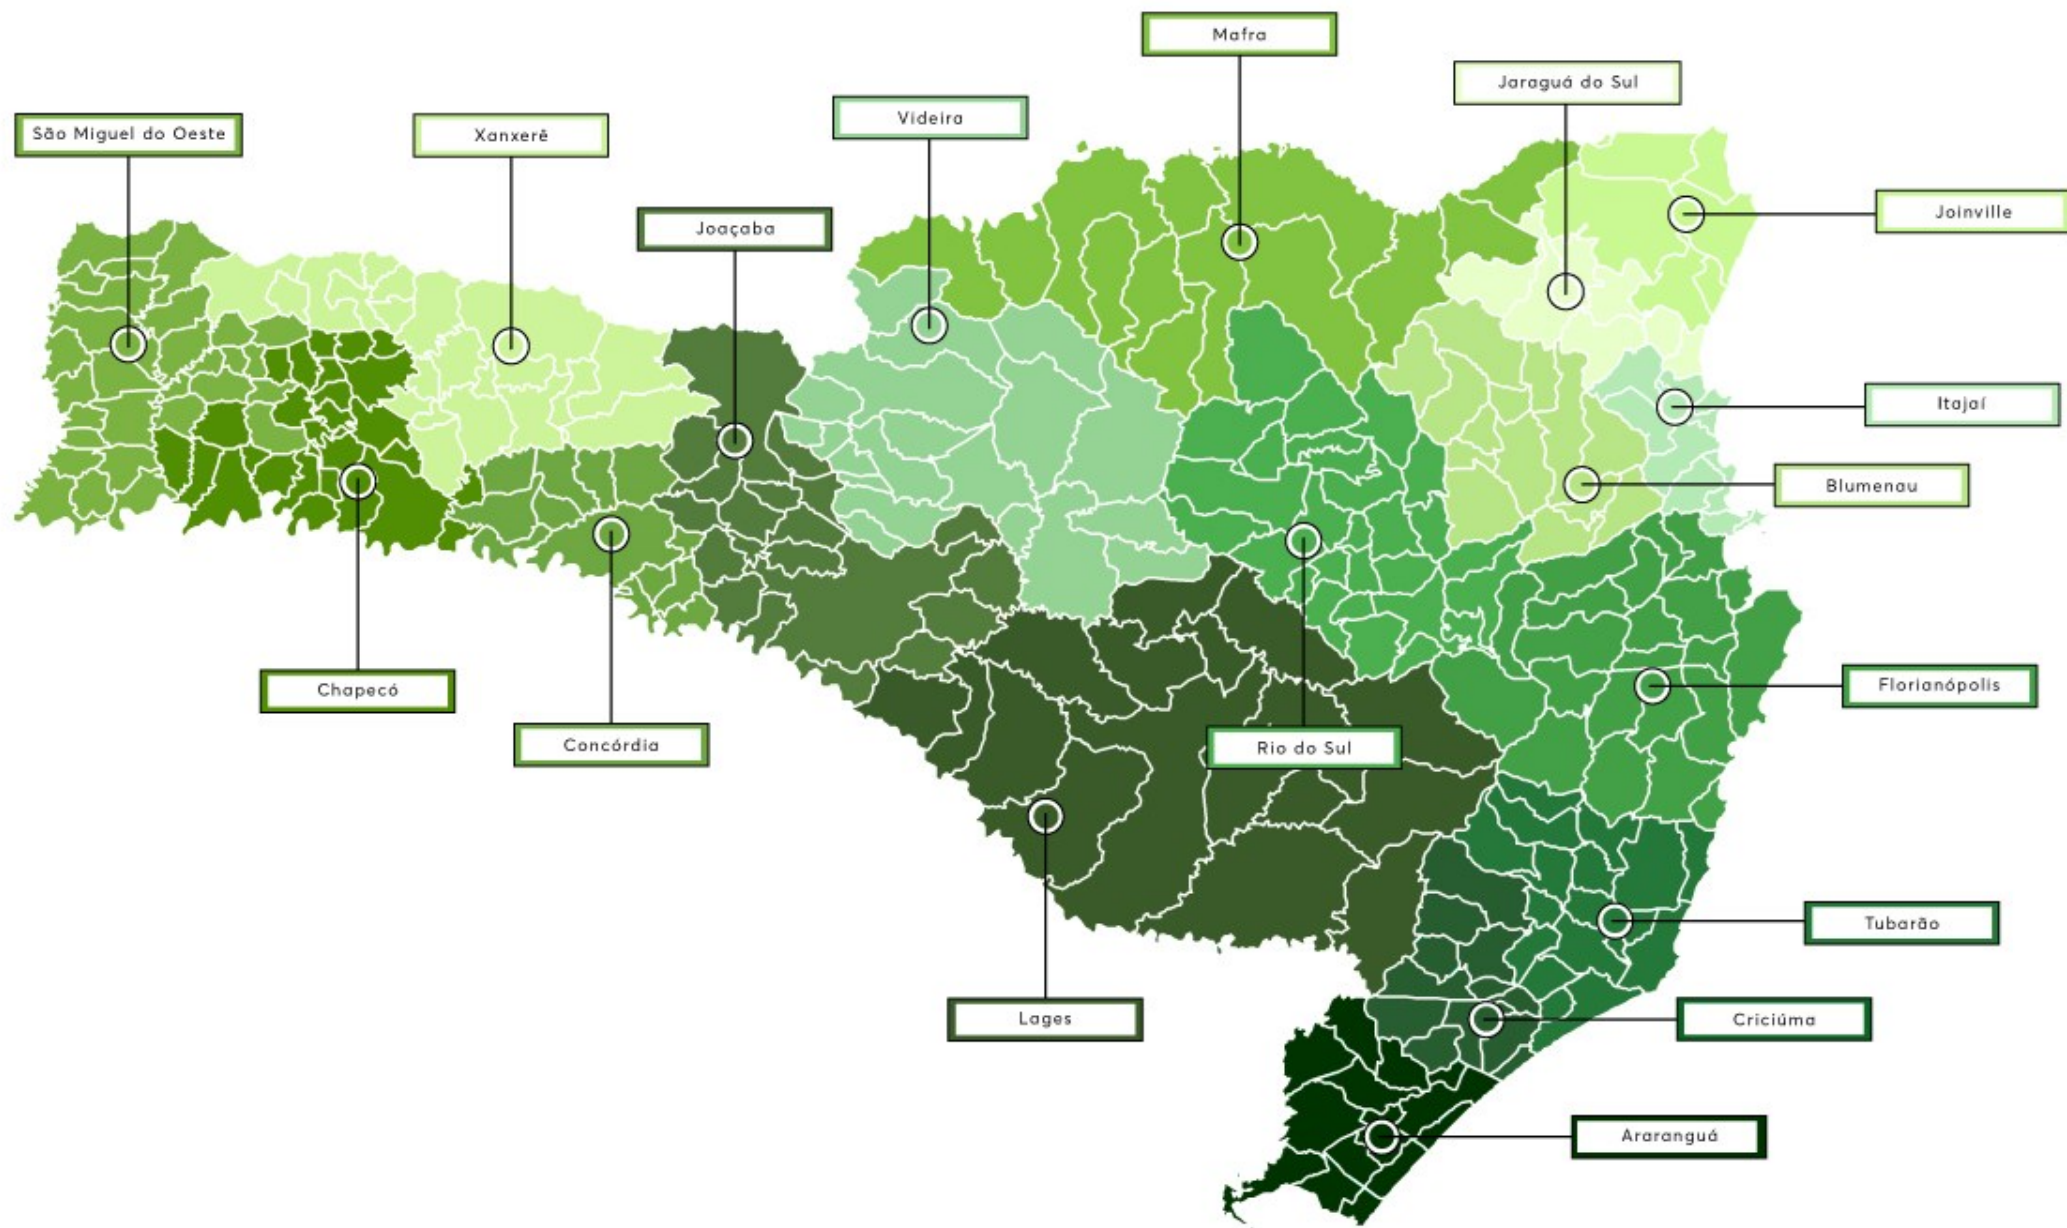 Mafra
Jaraguá do Sul
Videira
São Miguel do Oeste
Xanxerê
Joinville
Joaçaba
Itajaí
Blumenau
Florianópolis
Chapecó
Concórdia
Rio do Sul
Tubarão
Lages
Criciúma
Araranguá